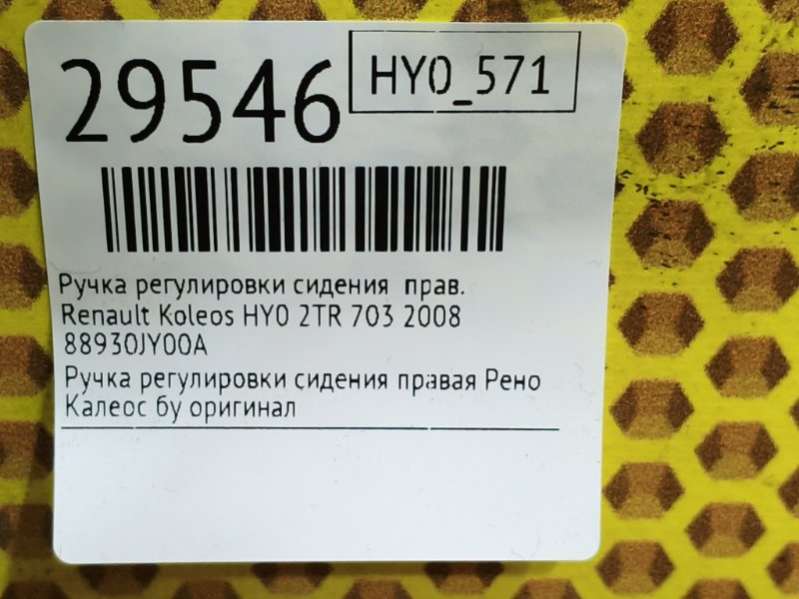 29546
HY0_571
Ручка регулировки сидения прав.
Renault Koleos HY0 2TR 703 2008
88930JY00A
Ручка регулировки сидения правая Рено
Калеос бу оригинал